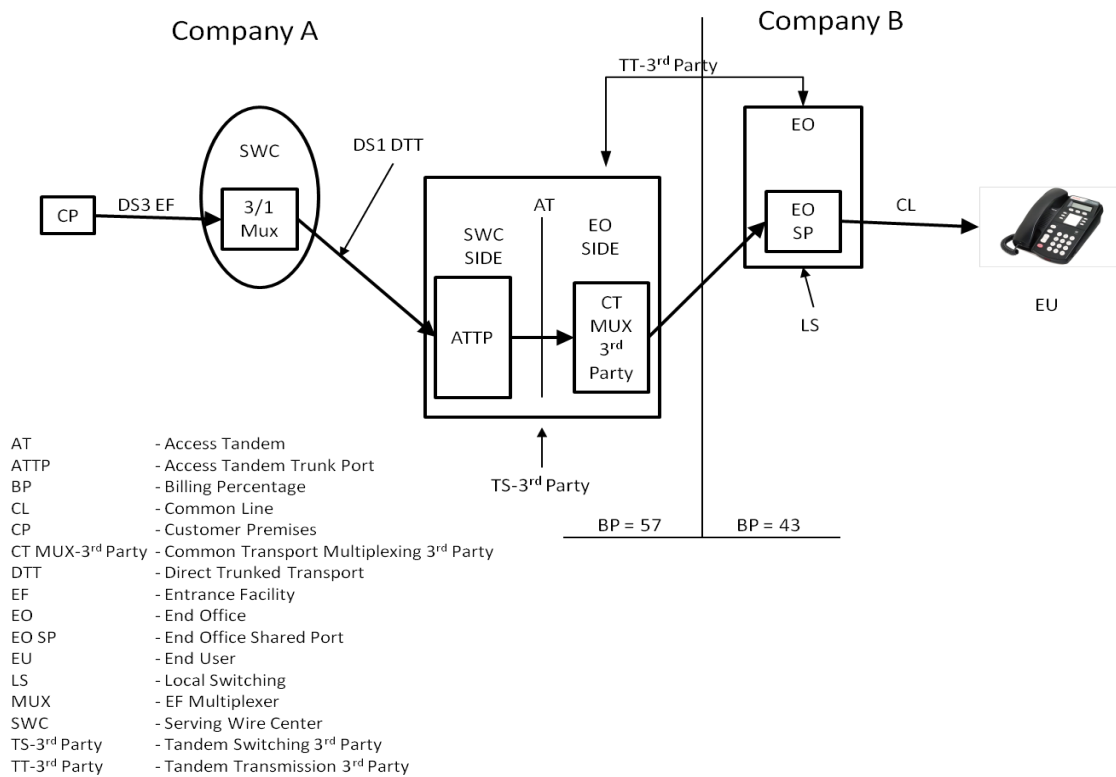 Company A
Company B
TT-3rd Party
EO
SWC
DS1 DTT
CP
DS3 EF
3/1
Mux
AT
SWC
SIDE
EO
SIDE
EO
SP
CL
ATTP
CT
MUX
3rd
Party
LS
EU
TS-3rd Party
BP = 57
BP = 43
AT - Access Tandem
ATTP - Access Tandem Trunk Port
BP - Billing Percentage
CL - Common Line
CP - Customer Premises
CT MUX-3rd Party - Common Transport Multiplexing 3rd Party
DTT - Direct Trunked Transport
EF - Entrance Facility
EO - End Office
EO SP - End Office Shared Port
EU - End User
LS - Local Switching
MUX - EF Multiplexer
SWC - Serving Wire Center
TS-3rd Party - Tandem Switching 3rd Party
TT-3rd Party - Tandem Transmission 3rd Party